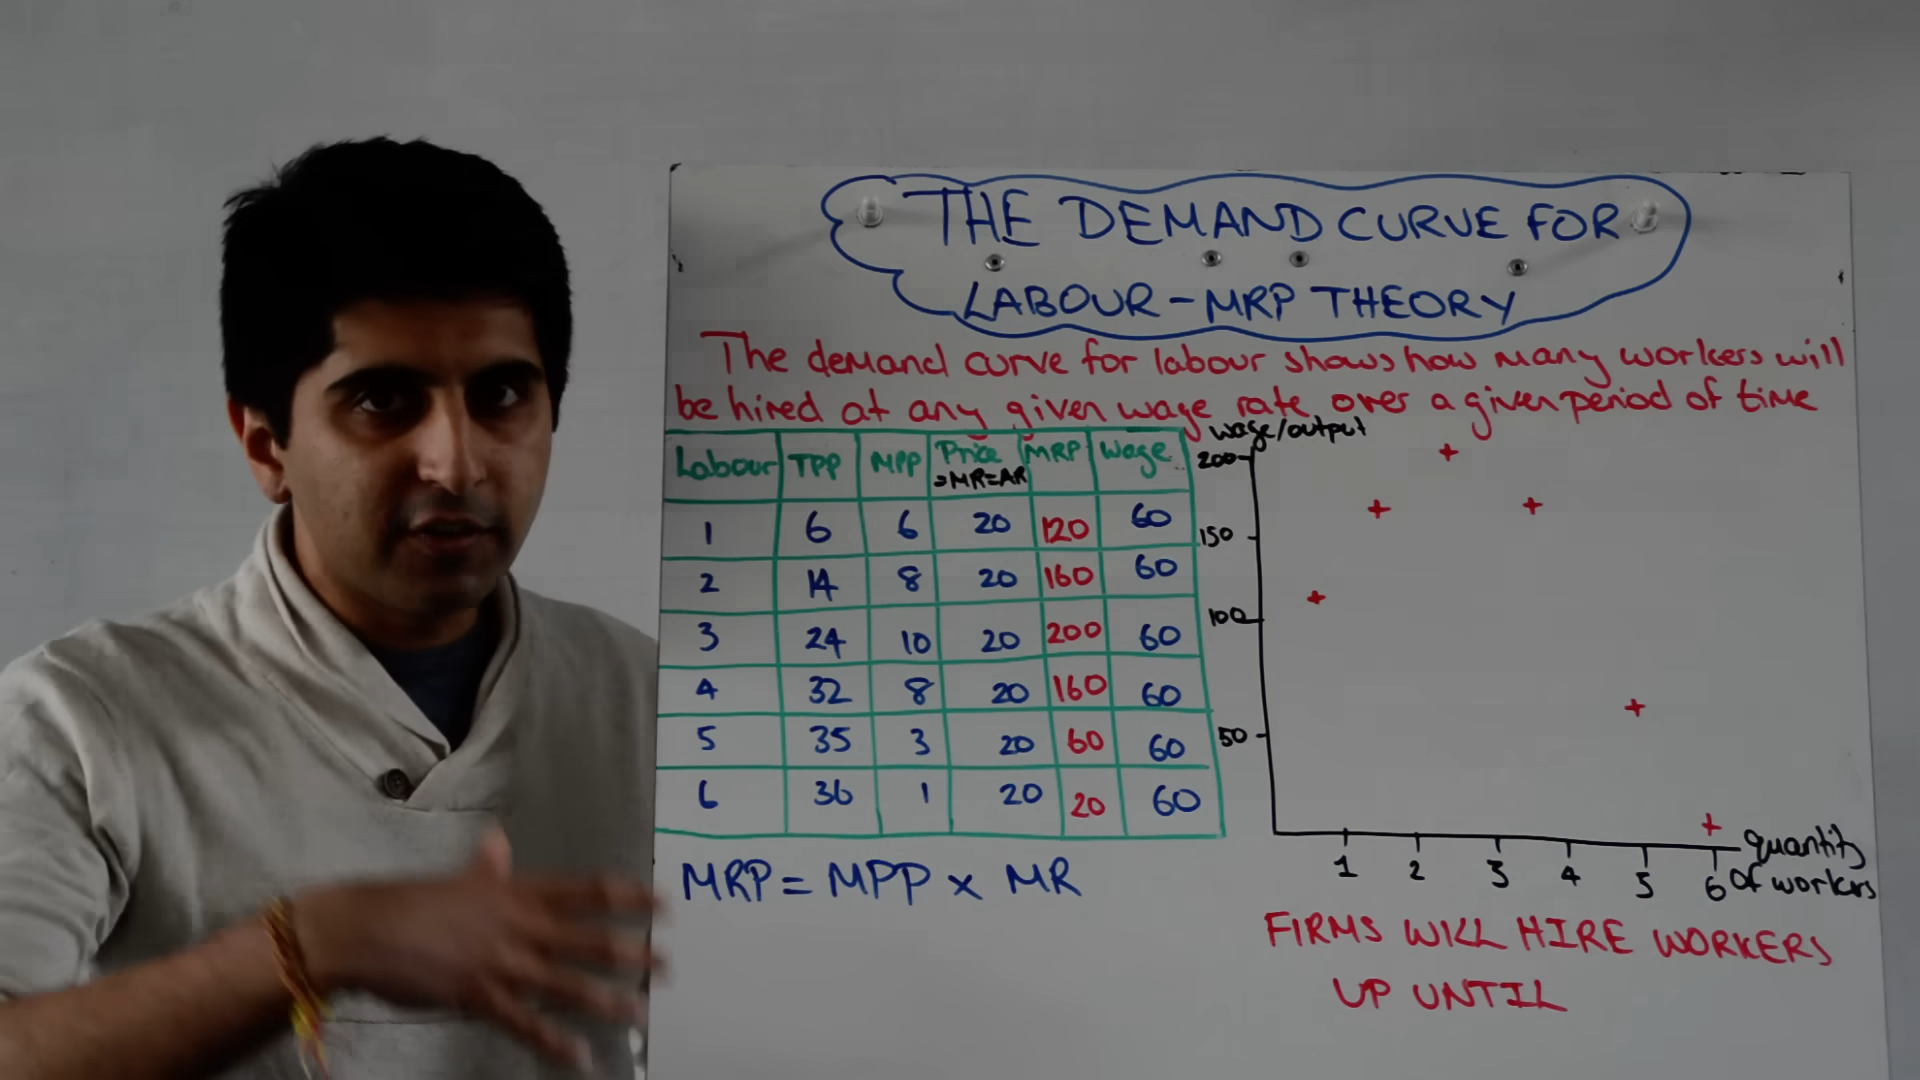 THE DEMAND CURVE FOR
LABOUR - MRP THEORY
The demand curve for labour shows how many workers will
be hired at any given wage rate over a given period of time
Labour TPP MPP Price MRP Wage
=MR=AR
1 6 6 20 120 60
2 14 8 20 160 60
3 24 10 20 200 60
4 32 8 20 160 60
5 35 3 20 60 60
6 36 1 20 20 60
MRP = MPP x MR
wage/output
200
150
100
50
1 2 3 4 5 6
quantity
of workers
FIRMS WILL HIRE WORKERS
UP UNTIL